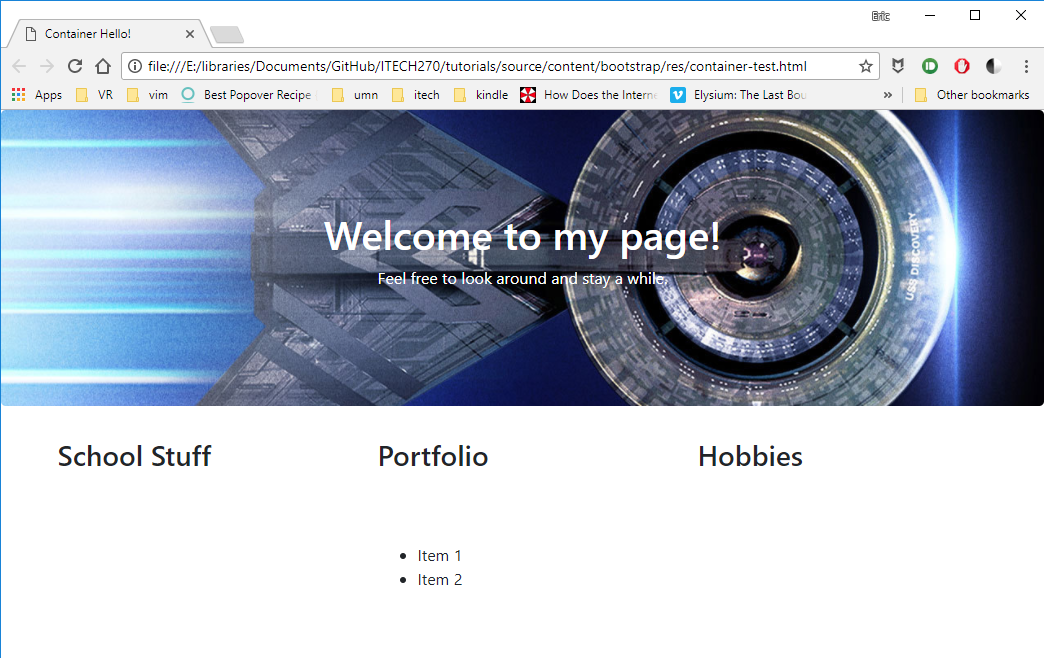 Eric
Container Hello!
file:///E:/libraries/Documents/GitHub/ITECH270/tutorials/source/content/bootstrap/res/container-test.html
Apps VR vim Best Popover Recipe umn itech kindle How Does the Interne Elysium: The Last Bou » Other bookmarks
Welcome to my page!
Feel free to look around and stay a while.
USS DISCOVERY
School Stuff Portfolio Hobbies
• Item 1
• Item 2